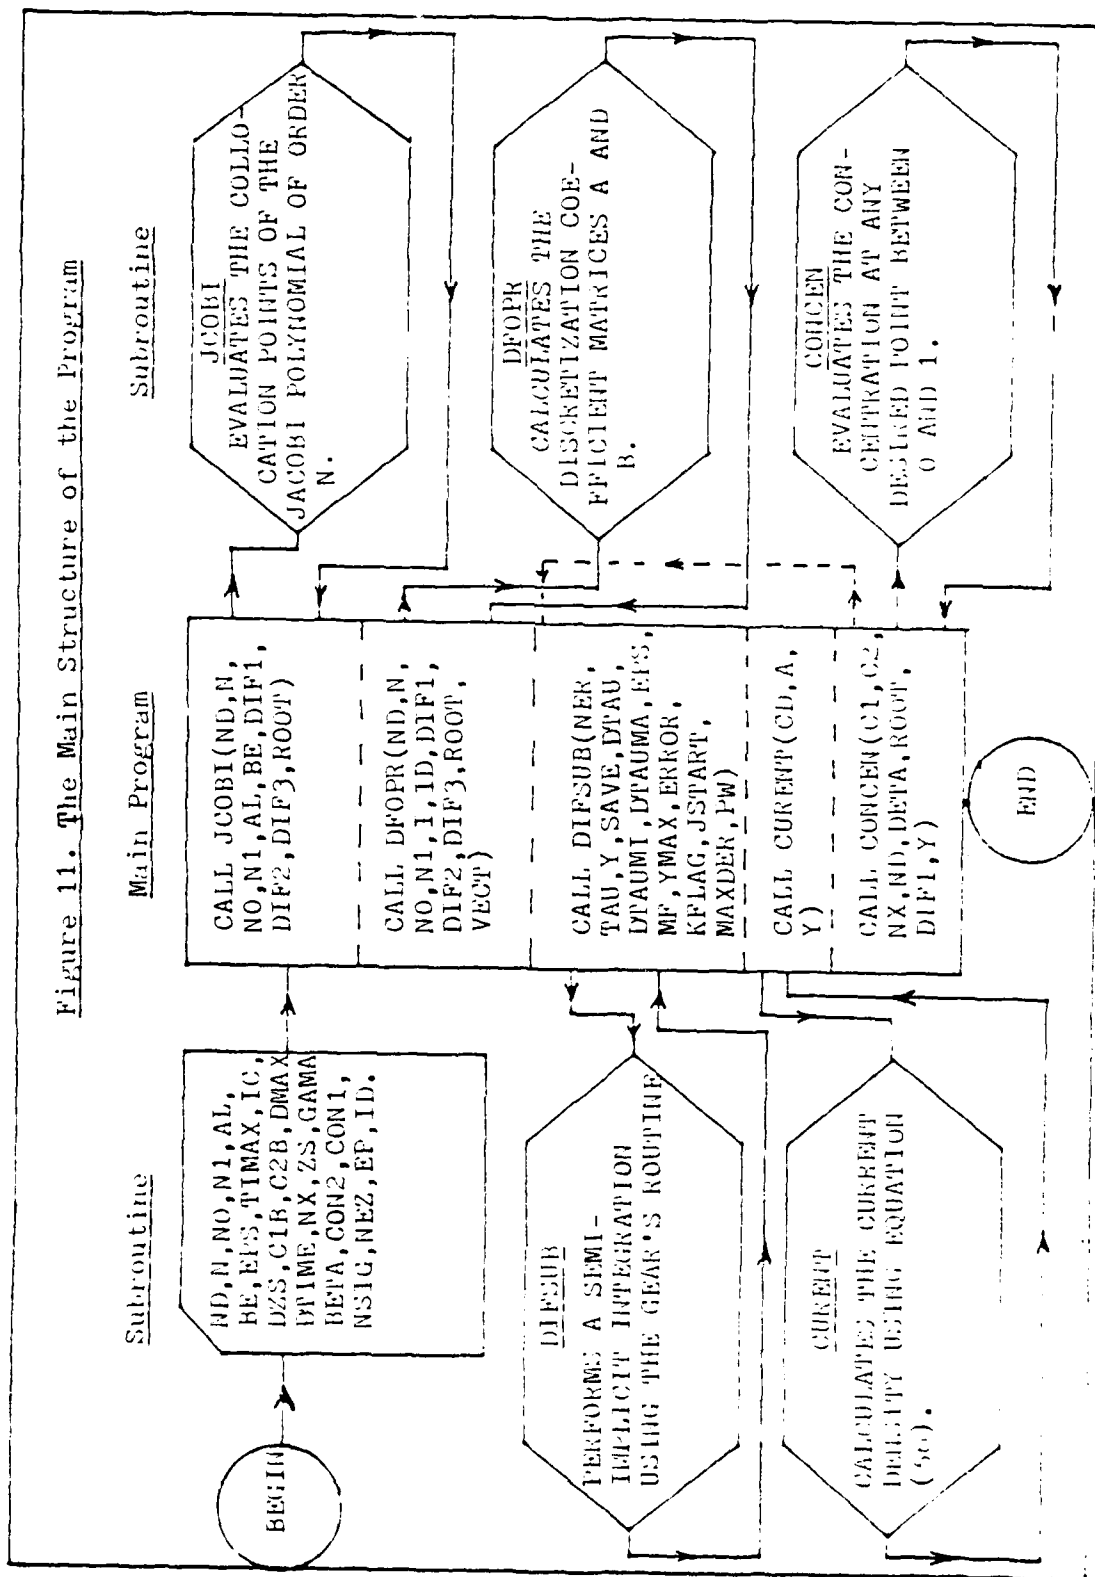 Figure 11. The Main Structure of the Program
Subroutine
Main Program
Subroutine
BEGIN
ND,N,NO,N1,AL,
BE,EPS,TIMAX,IC,
DZS,C1B,C2B,DMAX
DTIME,NX,ZS,GAMA
BETA,CON2,CON1,
NSIG,NEZ,EP,ID.
CALL JCOBI(ND,N,
NO,N1,AL,BE,DIF1,
DIF2,DIF3,ROOT)
CALL DFOPR(ND,N,
NO,N1,1,ID,DIF1,
DIF2,DIF3,ROOT,
VECT)
CALL DIFSUB(NER,
TAU,Y,SAVE,DTAU,
DTAUMI,DTAUMA,EPS,
MF,YMAX,ERROR,
KFLAG,JSTART,
MAXDER,PW)
CALL CURENT(CD,A,
Y)
CALL CONCEN(C1,C2,
NX,ND,DETA,ROOT,
DIF1,Y)
END
JCOBI
EVALUATES THE COLLO-
CATION POINTS OF THE
JACOBI POLYNOMIAL OF ORDER
N.
DFOPR
CALCULATES THE
DISCRETIZATION COE-
FFICIENT MATRICES A AND
B.
CONCEN
EVALUATES THE CON-
CENTRATION AT ANY
DESIRED POINT BETWEEN
0 AND 1.
DIFSUB
PERFORMS A SEMI-
IMPLICIT INTEGRATION
USING THE GEAR'S ROUTINE
CURENT
CALCULATES THE CURRENT
DENSITY USING EQUATION